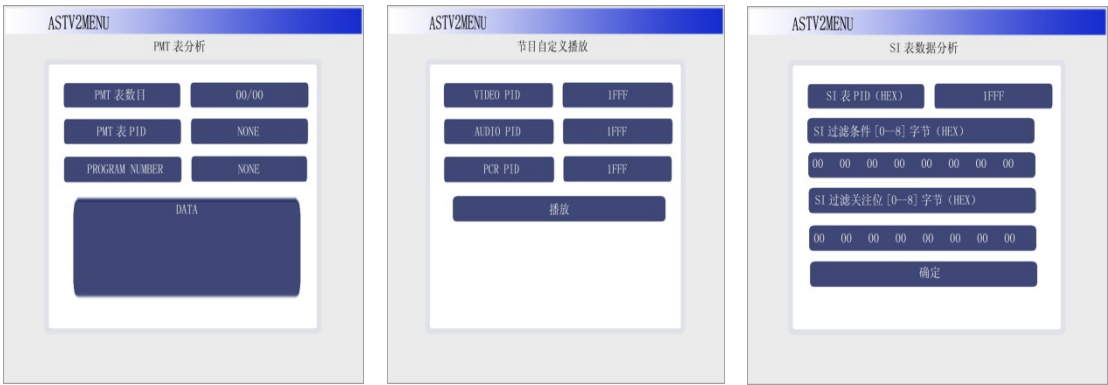 ASTV2MENU
PMT 表分析
PMT 表数目 00/00
PMT 表 PID NONE
PROGRAM NUMBER NONE
DATA
ASTV2MENU
节目自定义播放
VIDEO PID 1FFF
AUDIO PID 1FFF
PCR PID 1FFF
播放
ASTV2MENU
SI 表数据分析
SI 表 PID（HEX） 1FFF
SI 过滤条件 [0--8] 字节（HEX）
00 00 00 00 00 00 00 00
SI 过滤关注位 [0--8] 字节（HEX）
00 00 00 00 00 00 00 00
确定